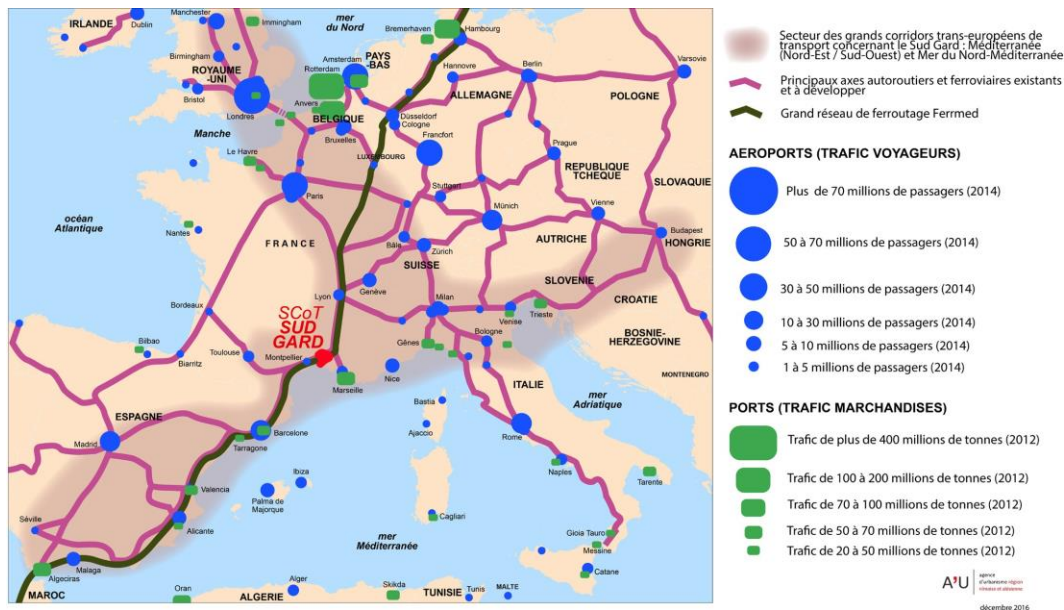 IRLANDE
Dublin
Manchester
Immingham
mer
du Nord
Bremerhaven
Hambourg
Birmingham
Amsterdam
PAYS
-BAS
Rotterdam
Hannovre
Berlin
Varsovie
ROYAUME
-UNI
Bristol
Londres
Anvers
BELGIQUE
Bruxelles
Düsseldorf
Cologne
ALLEMAGNE
POLOGNE
Manche
Francfort
Prague
Le Havre
LUXEMBOURG
REPUBLIQUE
TCHEQUE
Paris
Stuttgart
SLOVAQUIE
océan
Atlantique
Nantes
FRANCE
Münich
Vienne
Budapest
Bâle
Zürich
AUTRICHE
HONGRIE
SUISSE
Genève
SLOVENIE
Lyon
Milan
CROATIE
Bordeaux
SCoT
SUD
GARD
Venise
Trieste
Bologne
BOSNIE-
HERZEGOVINE
Gênes
Bilbao
Biarritz
Toulouse
Montpellier
Marseille
Nice
ITALIE
MONTENEGRO
mer
Adriatique
ESPAGNE
Bastia
Ajaccio
Madrid
Barcelone
Tarragone
Rome
Ibiza
Palma de
Majorque
Naples
Tarente
Valencia
Séville
Alicante
Cagliari
mer
Méditerranée
Gioia Tauro
Messine
Algeciras
Malaga
Catane
MAROC
Oran
Alger
ALGERIE
Skikda
TUNISIE
Tunis
MALTE
Secteur des grands corridors trans-européens de
transport concernant le Sud Gard : Méditerranée
(Nord-Est / Sud-Ouest) et Mer du Nord-Méditerranée
Principaux axes autoroutiers et ferroviaires existants
et à développer
Grand réseau de ferroutage Fermed
AEROPORTS (TRAFIC VOYAGEURS)
Plus de 70 millions de passagers (2014)
50 à 70 millions de passagers (2014)
30 à 50 millions de passagers (2014)
10 à 30 millions de passagers (2014)
5 à 10 millions de passagers (2014)
1 à 5 millions de passagers (2014)
PORTS (TRAFIC MARCHANDISES)
Trafic de plus de 400 millions de tonnes (2012)
Trafic de 100 à 200 millions de tonnes (2012)
Trafic de 70 à 100 millions de tonnes (2012)
Trafic de 50 à 70 millions de tonnes (2012)
Trafic de 20 à 50 millions de tonnes (2012)
A'U
agence
d'urbanisme région
nîmoise et alésienne
décembre 2016